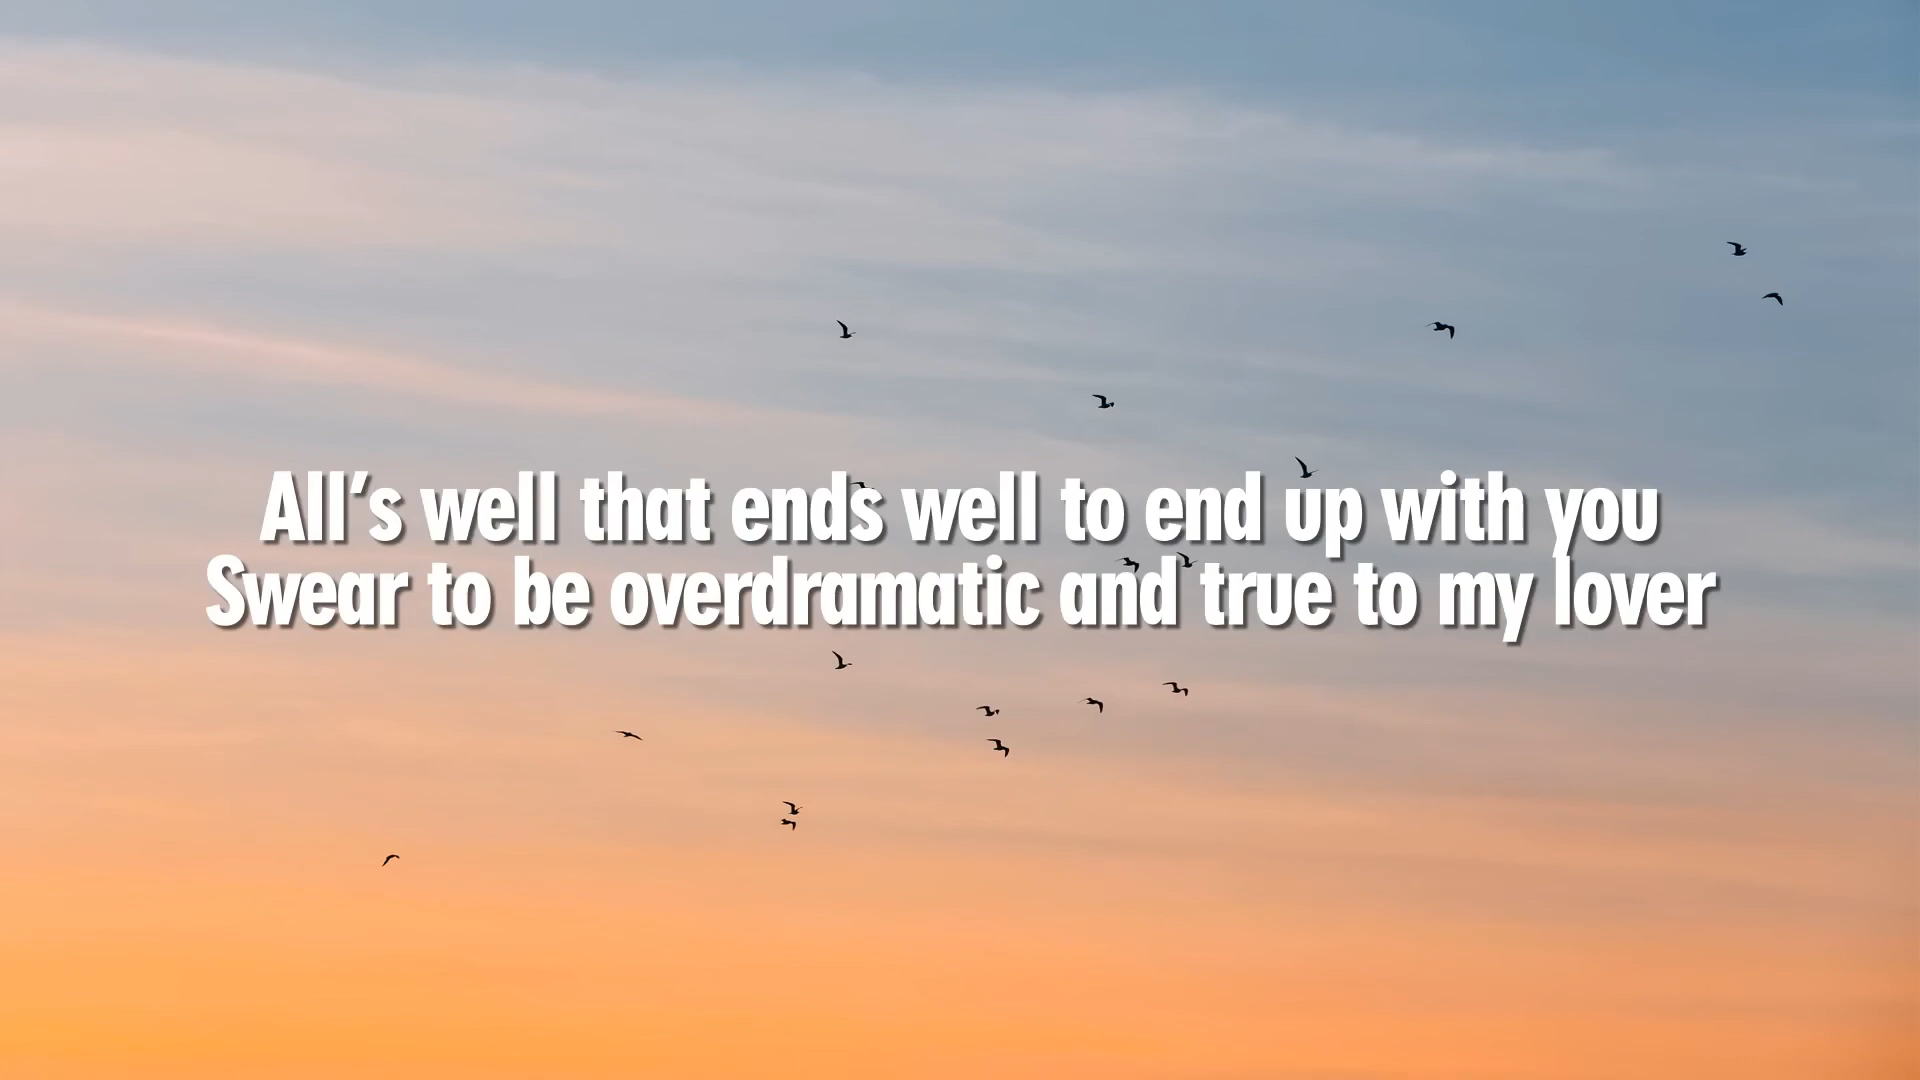 All's well that ends well to end up with you
Swear to be overdramatic and true to my lover